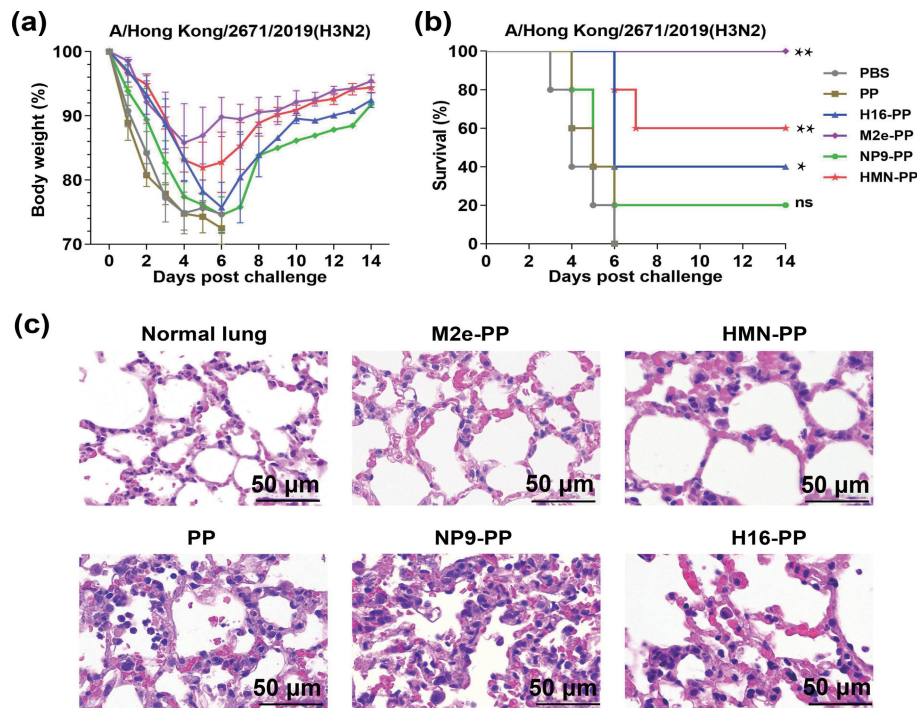 (a)
A/Hong Kong/2671/2019(H3N2)
Body weight (%)
100
90
80
70
0 2 4 6 8 10 12 14
Days post challenge
(b)
A/Hong Kong/2671/2019(H3N2)
Survival (%)
100
80
60
40
20
0
0 2 4 6 8 10 12 14
Days post challenge
**
**
*
ns
PBS
PP
H16-PP
M2e-PP
NP9-PP
HMN-PP
(c)
Normal lung
M2e-PP
HMN-PP
50 µm
50 µm
50 µm
PP
NP9-PP
H16-PP
50 µm
50 µm
50 µm